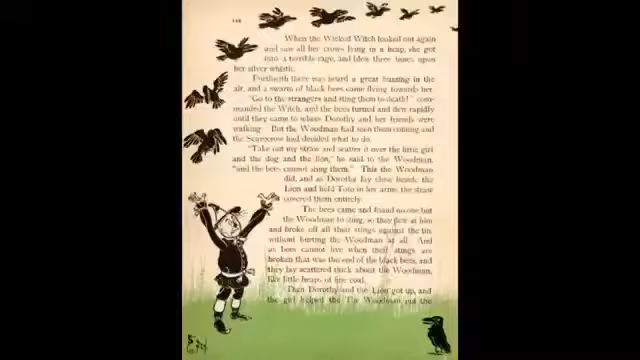 148
When the Wicked Witch looked out again
and saw all her crows lying in a heap, she got
into a terrible rage, and blew three times upon
her silver whistle.
Forthwith there was heard a great buzzing in the
air, and a swarm of black bees came flying towards her.
"Go to the strangers and sting them to death!" com-
manded the Witch, and the bees turned and flew rapidly
until they came to where Dorothy and her friends were
walking. But the Woodman had seen them coming and
the Scarecrow had decided what to do.
"Take out my straw and scatter it over the little girl
and the dog and the lion," he said to the Woodman,
"and the bees cannot sting them." This the Woodman
did, and as Dorothy lay close beside the
Lion and held Toto in her arms, the straw
covered them entirely.
The bees came and found no one but
the Woodman to sting, so they flew at him
and broke off all their stings against the tin,
without hurting the Woodman at all. And
as bees cannot live when their stings are
broken that was the end of the black bees, and
they lay scattered thick about the Woodman,
like little heaps of fine coal.
Then Dorothy and the Lion got up, and
the girl helped the Tin Woodman put the